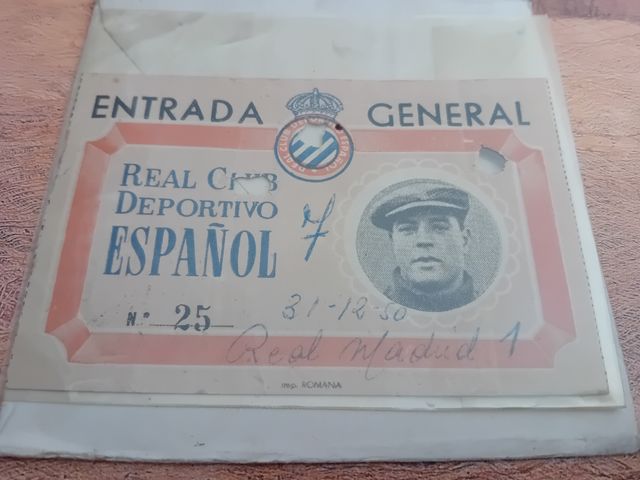 ENTRADA GENERAL
REAL CLUB
DEPORTIVO
ESPAÑOL 7
Nº 25
31-12-50
Real Madrid 1
Imp. ROMANA